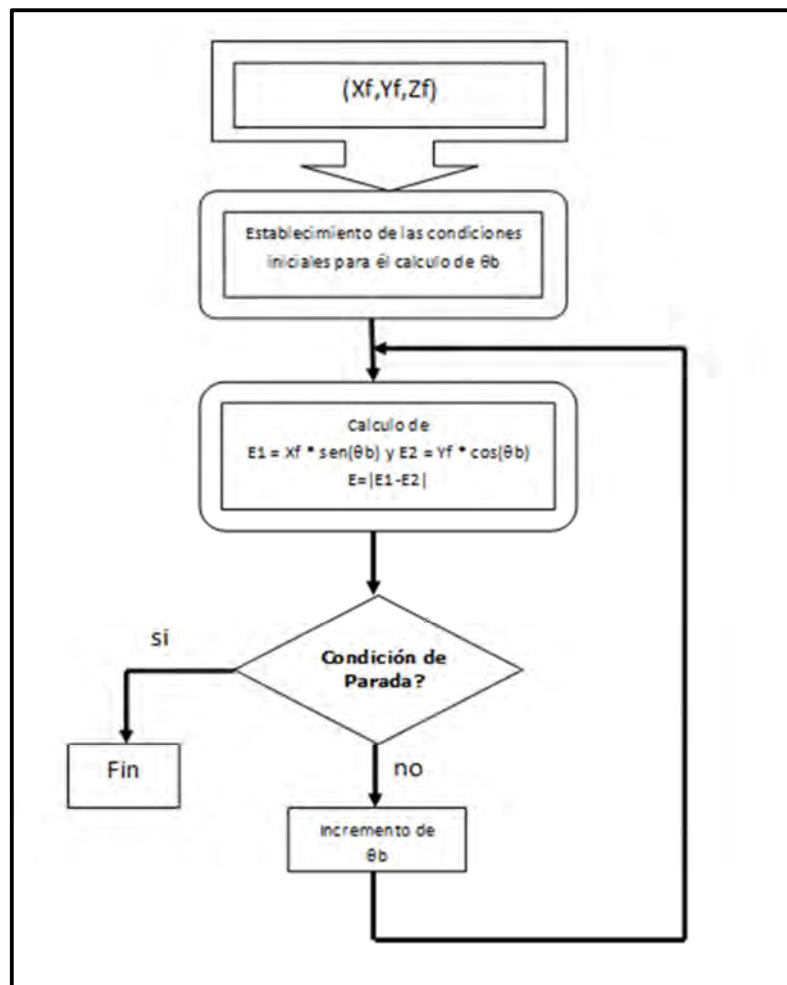 (Xf,Yf,Zf)
Establecimiento de las condiciones
iniciales para él calculo de θb
Calculo de
E1 = Xf * sen(θb) y E2 = Yf * cos(θb)
E=|E1-E2|
si
Condición de
Parada?
Fin
no
Incremento de
θb